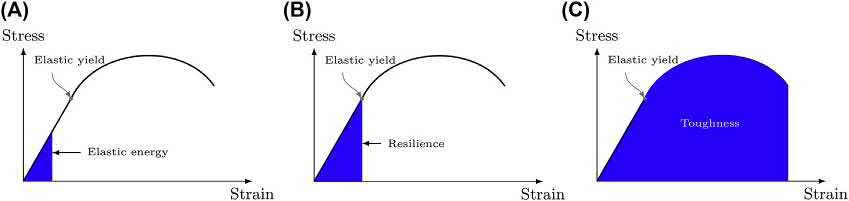 (A)
Stress
Elastic yield
Elastic energy
Strain
(B)
Stress
Elastic yield
Resilience
Strain
(C)
Stress
Elastic yield
Toughness
Strain